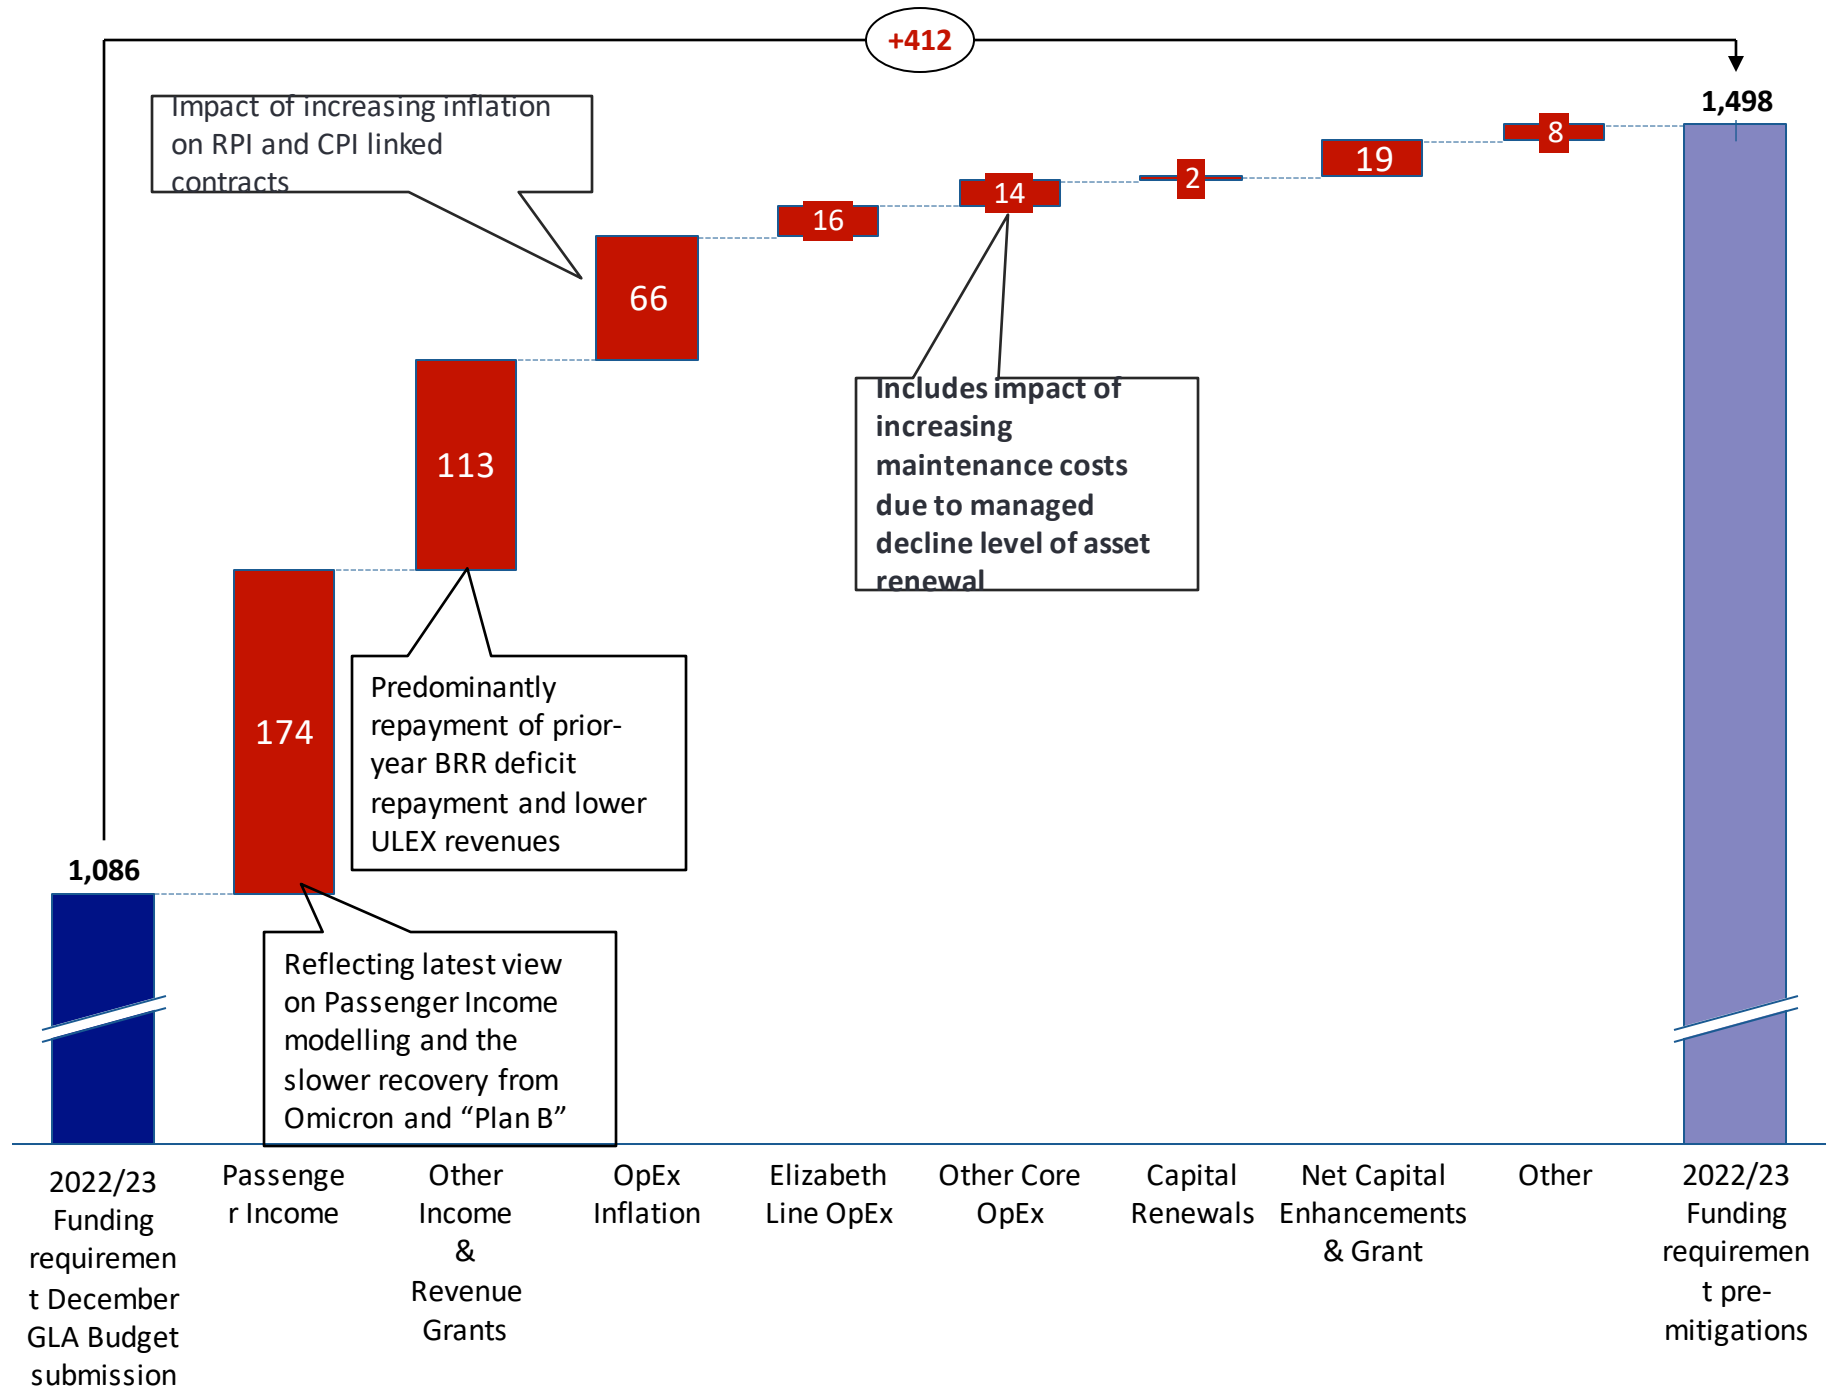 +412
Impact of increasing inflation
on RPI and CPI linked
contracts
1,498
8
19
2
14
16
66
Includes impact of
increasing
maintenance costs
due to managed
decline level of asset
renewal
113
Predominantly
repayment of prior-
year BRR deficit
repayment and lower
ULEX revenues
174
1,086
Reflecting latest view
on Passenger Income
modelling and the
slower recovery from
Omicron and “Plan B”
2022/23
Funding
requiremen
t December
GLA Budget
submission
Passenge
r Income
Other
Income
&
Revenue
Grants
OpEx
Inflation
Elizabeth
Line OpEx
Other Core
OpEx
Capital
Renewals
Net Capital
Enhancements
& Grant
Other
2022/23
Funding
requiremen
t pre-
mitigations